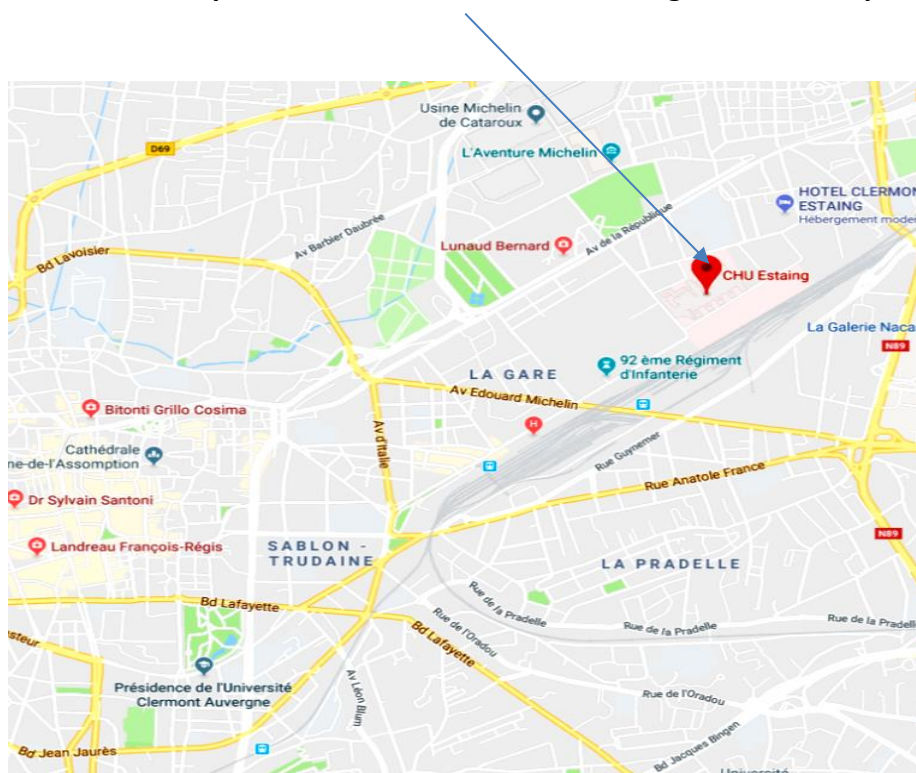 Usine Michelin
de Cataroux
D69
L'Aventure Michelin
HOTEL CLERMON
ESTAING
Hébergement moder
Av Barbier Daubrée
Av de la République
Lunaud Bernard
Bd Lavoisier
CHU Estaing
La Galerie Naca
N89
92 ème Régiment
d'Infanterie
LA GARE
Av Edouard Michelin
Bitonti Grillo Cosima
H
Av d'Italie
Cathédrale
ne-de-l'Assomption
Rue Guynemer
Rue Anatole France
Dr Sylvain Santoni
N89
Landreau François-Régis
SABLON -
TRUDAINE
LA PRADELLE
Bd Lafayette
Rue de la Pradelle
Rue de la Pradelle
Rue de la Pradell
Rue de l'Oradou
Bd Lafayette
asteur
Présidence de l'Université
Clermont Auvergne
Av Léon Blum
Rue de l'Oradou
Bd Jean Jaurès
Bd Jacques Bingen
Université